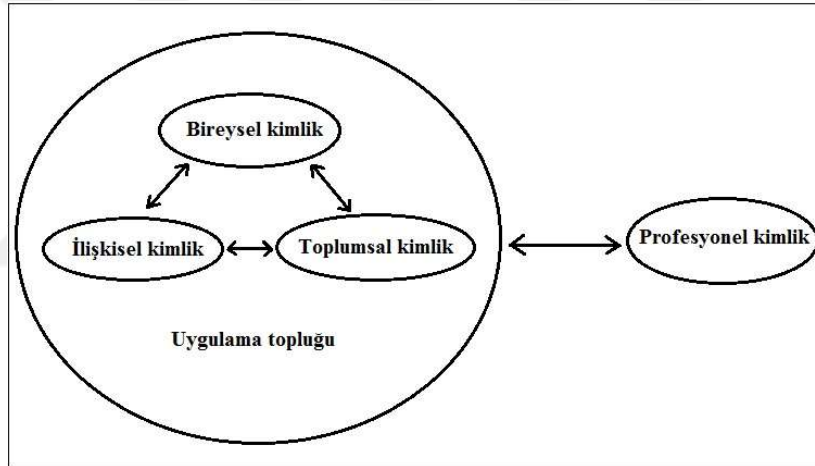 Bireysel kimlik
İlişkisel kimlik
Toplumsal kimlik
Profesyonel kimlik
Uygulama topluğu